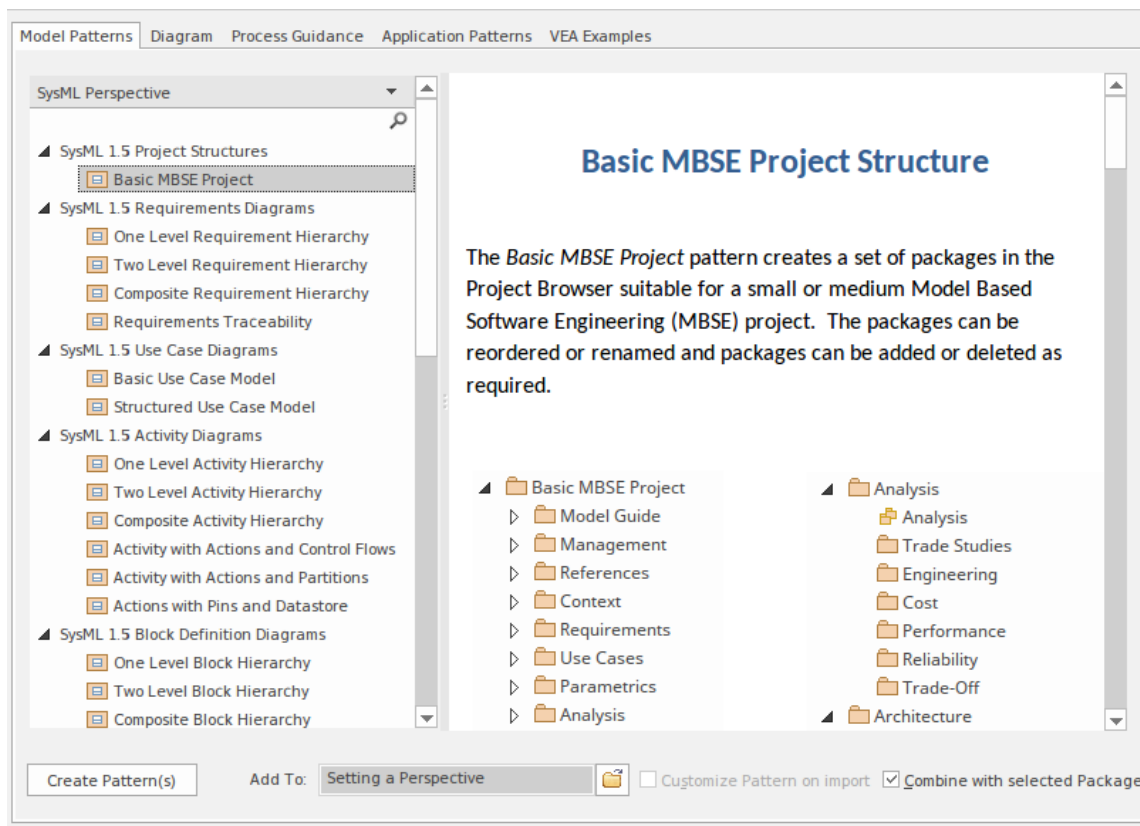 Model Patterns Diagram Process Guidance Application Patterns VEA Examples
SysML Perspective
SysML 1.5 Project Structures
Basic MBSE Project
SysML 1.5 Requirements Diagrams
One Level Requirement Hierarchy
Two Level Requirement Hierarchy
Composite Requirement Hierarchy
Requirements Traceability
SysML 1.5 Use Case Diagrams
Basic Use Case Model
Structured Use Case Model
SysML 1.5 Activity Diagrams
One Level Activity Hierarchy
Two Level Activity Hierarchy
Composite Activity Hierarchy
Activity with Actions and Control Flows
Activity with Actions and Partitions
Actions with Pins and Datastore
SysML 1.5 Block Definition Diagrams
One Level Block Hierarchy
Two Level Block Hierarchy
Composite Block Hierarchy
Basic MBSE Project Structure
The Basic MBSE Project pattern creates a set of packages in the
Project Browser suitable for a small or medium Model Based
Software Engineering (MBSE) project. The packages can be
reordered or renamed and packages can be added or deleted as
required.
Basic MBSE Project
Model Guide
Management
References
Context
Requirements
Use Cases
Parametrics
Analysis
Analysis
Analysis
Trade Studies
Engineering
Cost
Performance
Reliability
Trade-Off
Architecture
Create Pattern(s) Add To: Setting a Perspective Customize Pattern on import Combine with selected Package